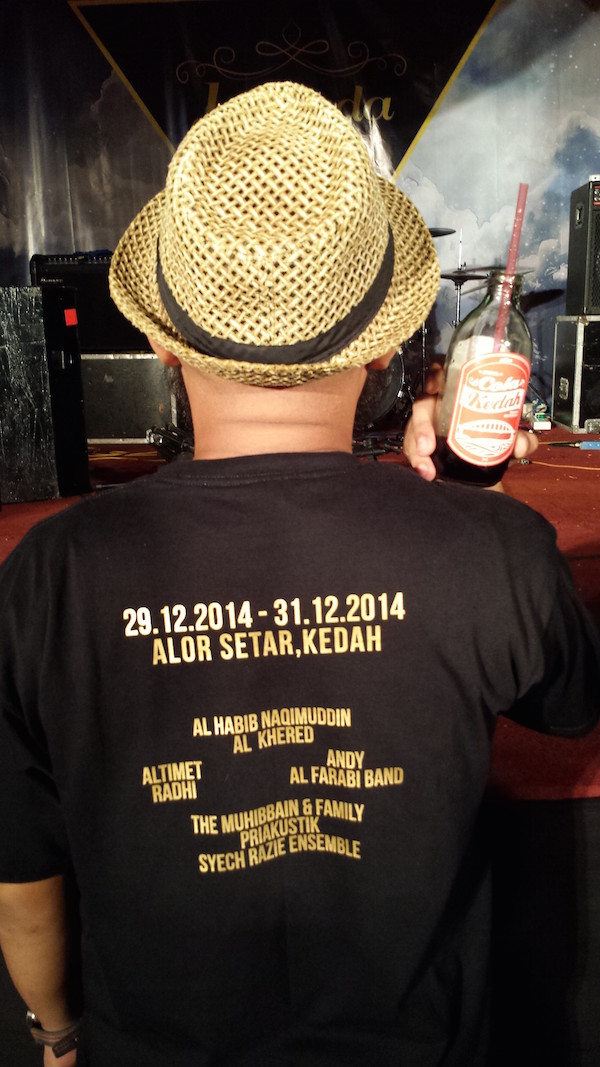 Cola
Kedah
29.12.2014 - 31.12.2014
ALOR SETAR,KEDAH
AL HABIB NAQIMUDDIN
AL KHERED
ALTIMET
RADHI
ANDY
AL FARABI BAND
THE MUHIBBAIN & FAMILY
PRIAKUSTIK
SYECH RAZIE ENSEMBLE